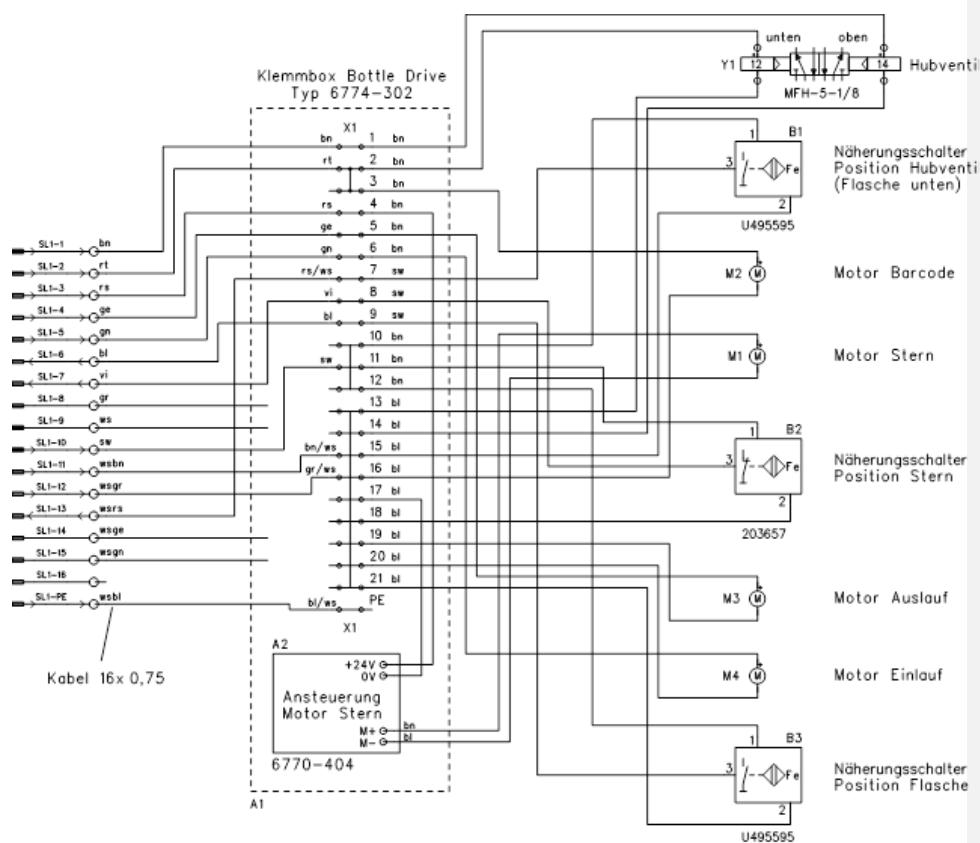 unten oben
Y1 12 14 Hubventil
MFH-5-1/8
Klemmbox Bottle Drive
Typ 6774-302
X1
bn 1 bn
rt 2 bn
3 bn
rs 4 bn
ge 5 bn
gn 6 bn
rs/ws 7 sw
vi 8 sw
bl 9 sw
10 bn
sw 11 bn
12 bn
13 bl
14 bl
bn/ws 15 bl
gr/ws 16 bl
17 bl
18 bl
19 bl
20 bl
21 bl
bl/ws PE
X1
SL1-1 bn
SL1-2 rt
SL1-3 rs
SL1-4 ge
SL1-5 gn
SL1-6 bl
SL1-7 vi
SL1-8 gr
SL1-9 ws
SL1-10 sw
SL1-11 wsbn
SL1-12 wsgr
SL1-13 wsrs
SL1-14 wsge
SL1-15 wsgn
SL1-16
SL1-PE wsbl
Kabel 16x 0,75
A2
+24V
0V
Ansteuerung
Motor Stern
M+ bn
M- bl
6770-404
A1
1 B1
3 Fe
2
U495595
Näherungsschalter
Position Hubventi
(Flasche unten)
M2 M Motor Barcode
M1 M Motor Stern
1 B2
3 Fe
2
203657
Näherungsschalter
Position Stern
M3 M Motor Auslauf
M4 M Motor Einlauf
1 B3
3 Fe
2
U495595
Näherungsschalter
Position Flasche